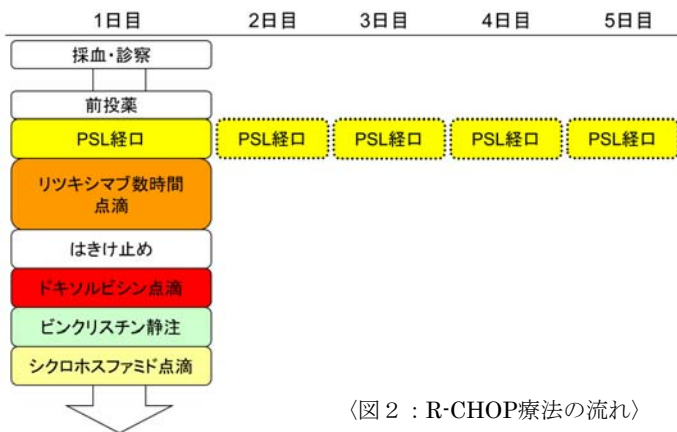 1日目 2日目 3日目 4日目 5日目
採血・診察
前投薬
PSL経口 PSL経口 PSL経口 PSL経口 PSL経口
リツキシマブ数時間
点滴
はきけ止め
ドキソルビシン点滴
ビンクリスチン静注
シクロホスファミド点滴
〈図2：R-CHOP療法の流れ〉